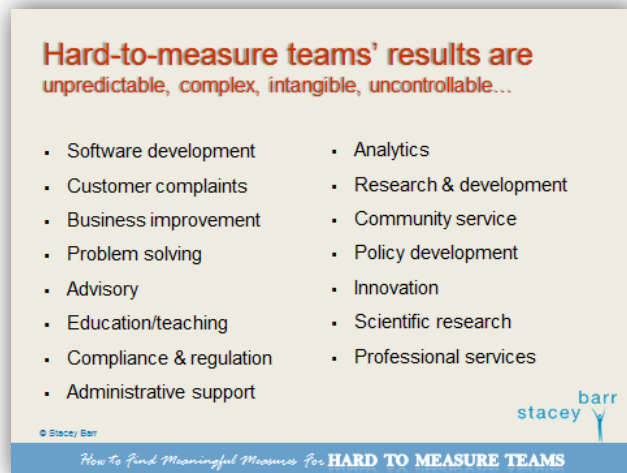 Hard-to-measure teams' results are
unpredictable, complex, intangible, uncontrollable...
Software development
Customer complaints
Business improvement
Problem solving
Advisory
Education/teaching
Compliance & regulation
Administrative support
Analytics
Research & development
Community service
Policy development
Innovation
Scientific research
Professional services
stacey barr
© Stacey Barr
How to Find Meaningful Measures For HARD TO MEASURE TEAMS